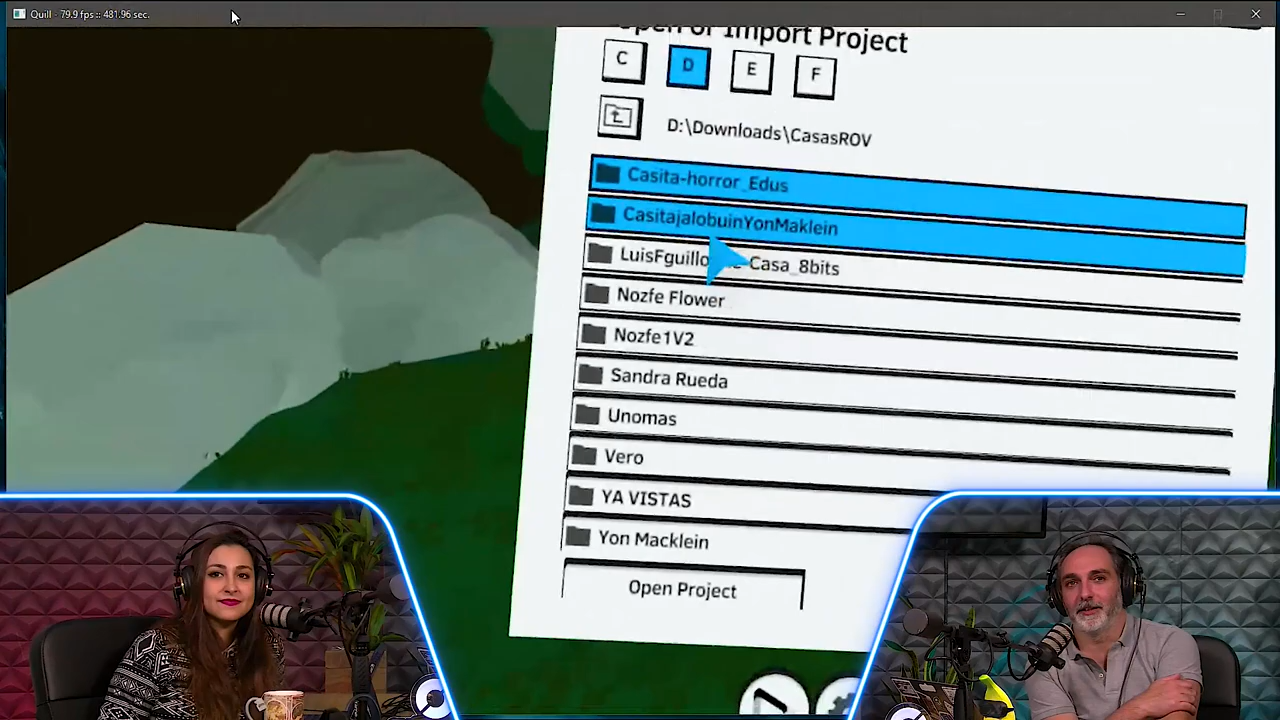 Quill - 79.9 fps :: 481.96 sec.
Open or Import Project
C
D
E
F
D:\Downloads\CasasROV
Casita-horror_Edus
CasitajalobuinYonMaklein
Casa_8bits
Nozfe Flower
Nozfe1V2
Sandra Rueda
Unomas
Vero
YA VISTAS
Yon Macklein
Open Project